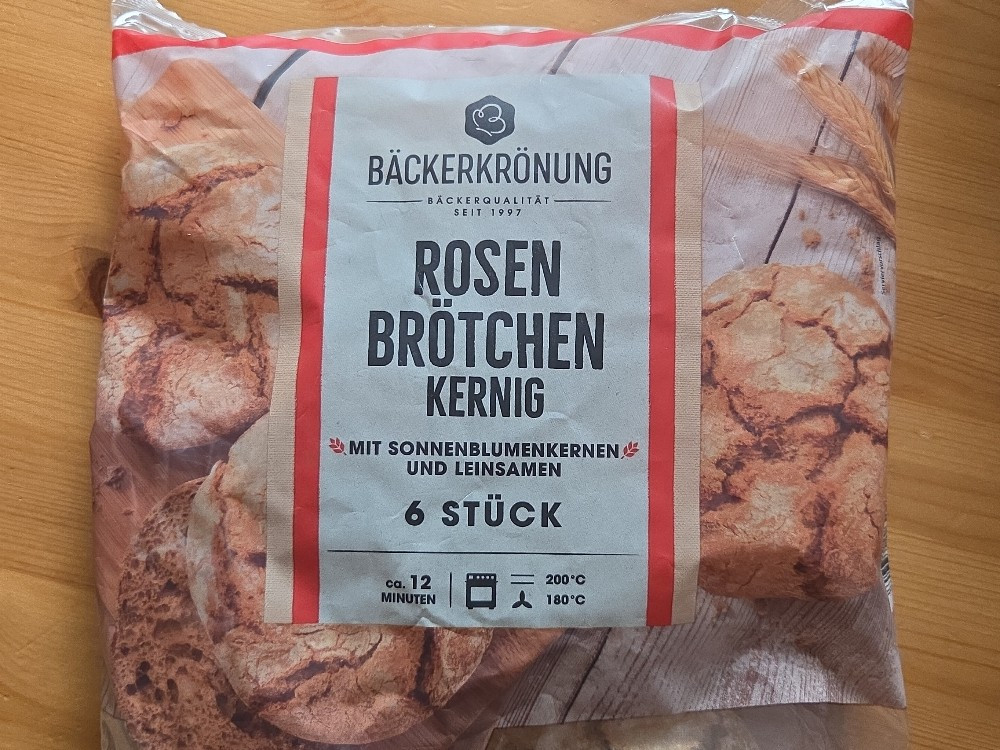 BÄCKERKRÖNUNG
BÄCKERQUALITÄT
SEIT 1997
ROSEN
BRÖTCHEN
KERNIG
MIT SONNENBLUMENKERNEN
UND LEINSAMEN
6 STÜCK
ca. 12
MINUTEN
200°C
180°C